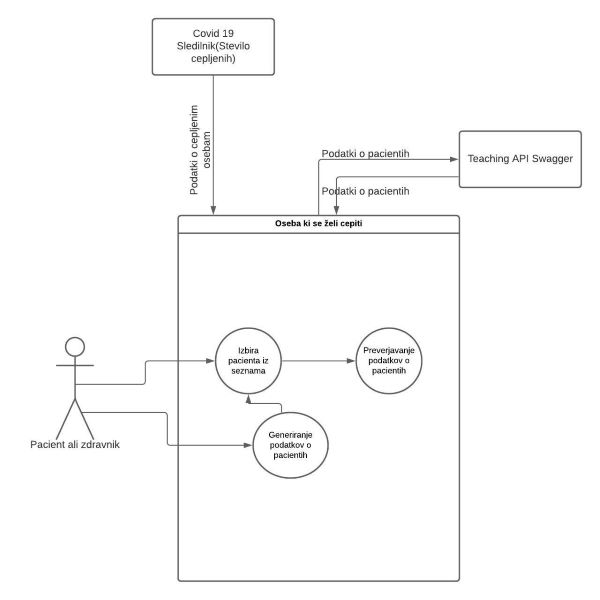 Covid 19
Sledilnik(Stevilo
cepljenih)
Podatki o cepljenim
osebam
Podatki o pacientih
Teaching API Swagger
Podatki o pacientih
Oseba ki se želi cepiti
Izbira
pacienta iz
seznama
Preverjavanje
podatkov o
pacientih
Generiranje
podatkov o
pacientih
Pacient ali zdravnik